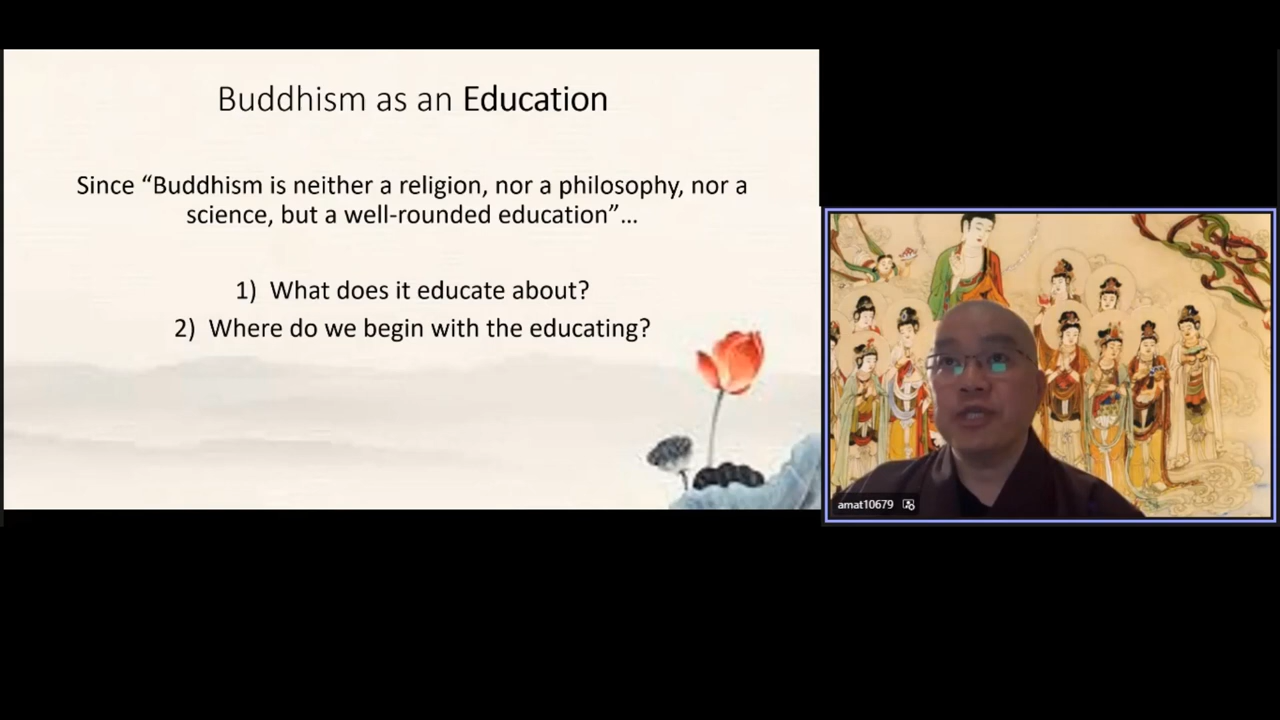 Buddhism as an Education
Since “Buddhism is neither a religion, nor a philosophy, nor a
science, but a well-rounded education”…
1) What does it educate about?
2) Where do we begin with the educating?
amat10679